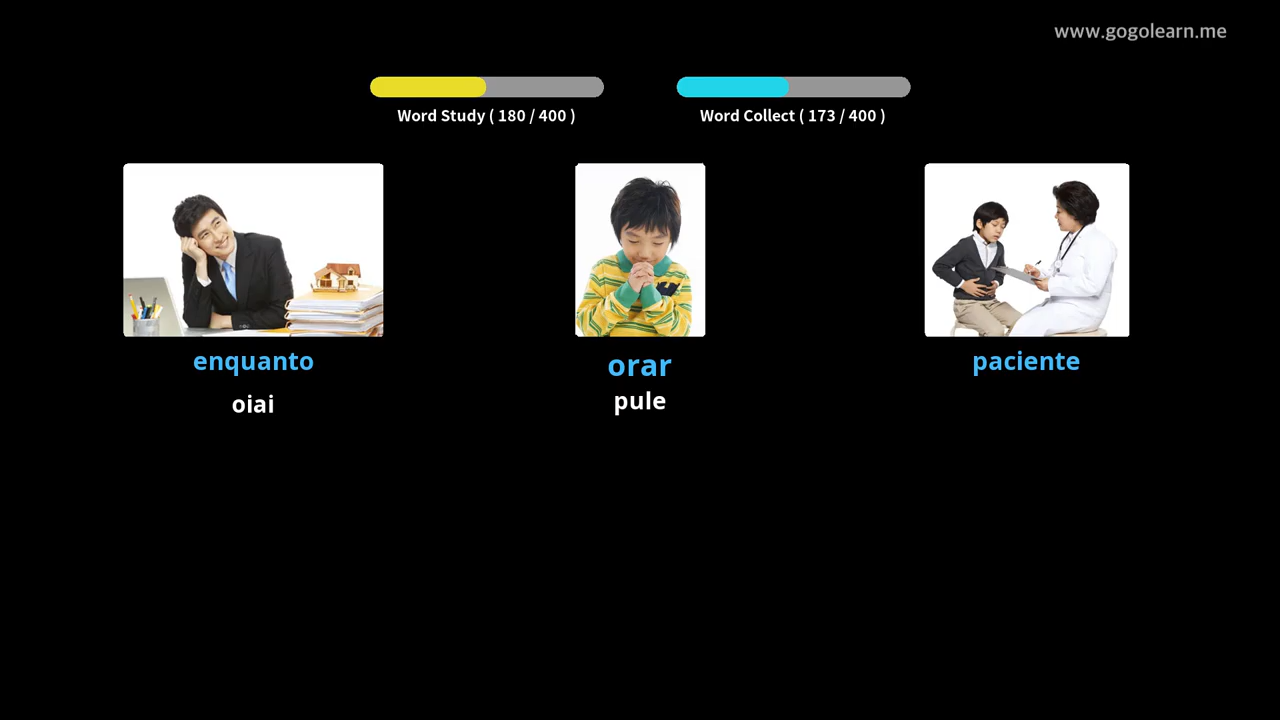 www.gogolearn.me
Word Study ( 180 / 400 )
Word Collect ( 173 / 400 )
enquanto
oiai
orar
pule
paciente